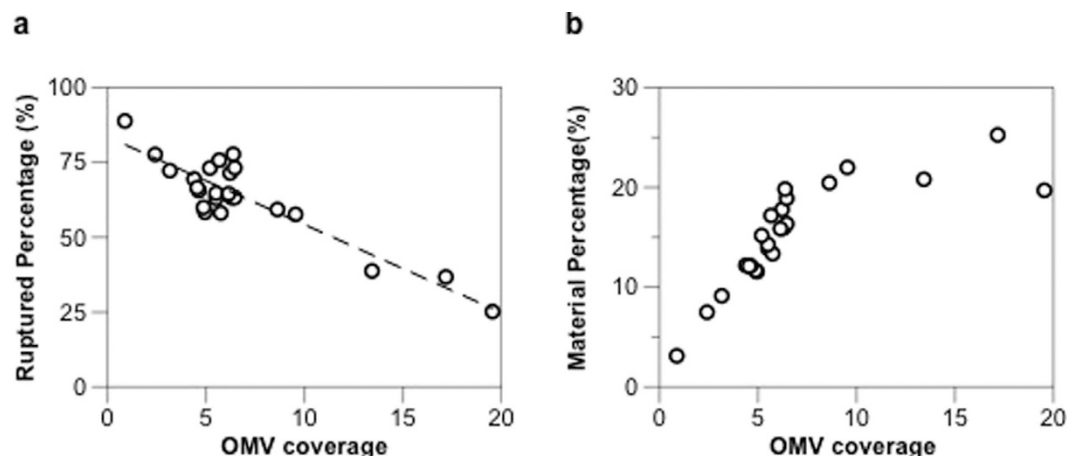 a
b
Ruptured Percentage (%)
100
75
50
25
0
0 5 10 15 20
OMV coverage
Material Percentage(%)
30
20
10
0
0 5 10 15 20
OMV coverage